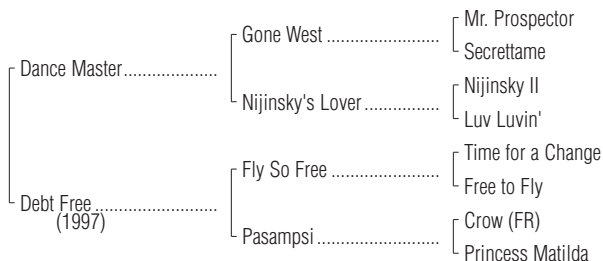 Mr. Prospector
Gone West
Secrettame
Dance Master
Nijinsky II
Nijinsky's Lover
Luv Luvin'
Time for a Change
Fly So Free
Free to Fly
Debt Free
(1997)
Crow (FR)
Pasampsi
Princess Matilda